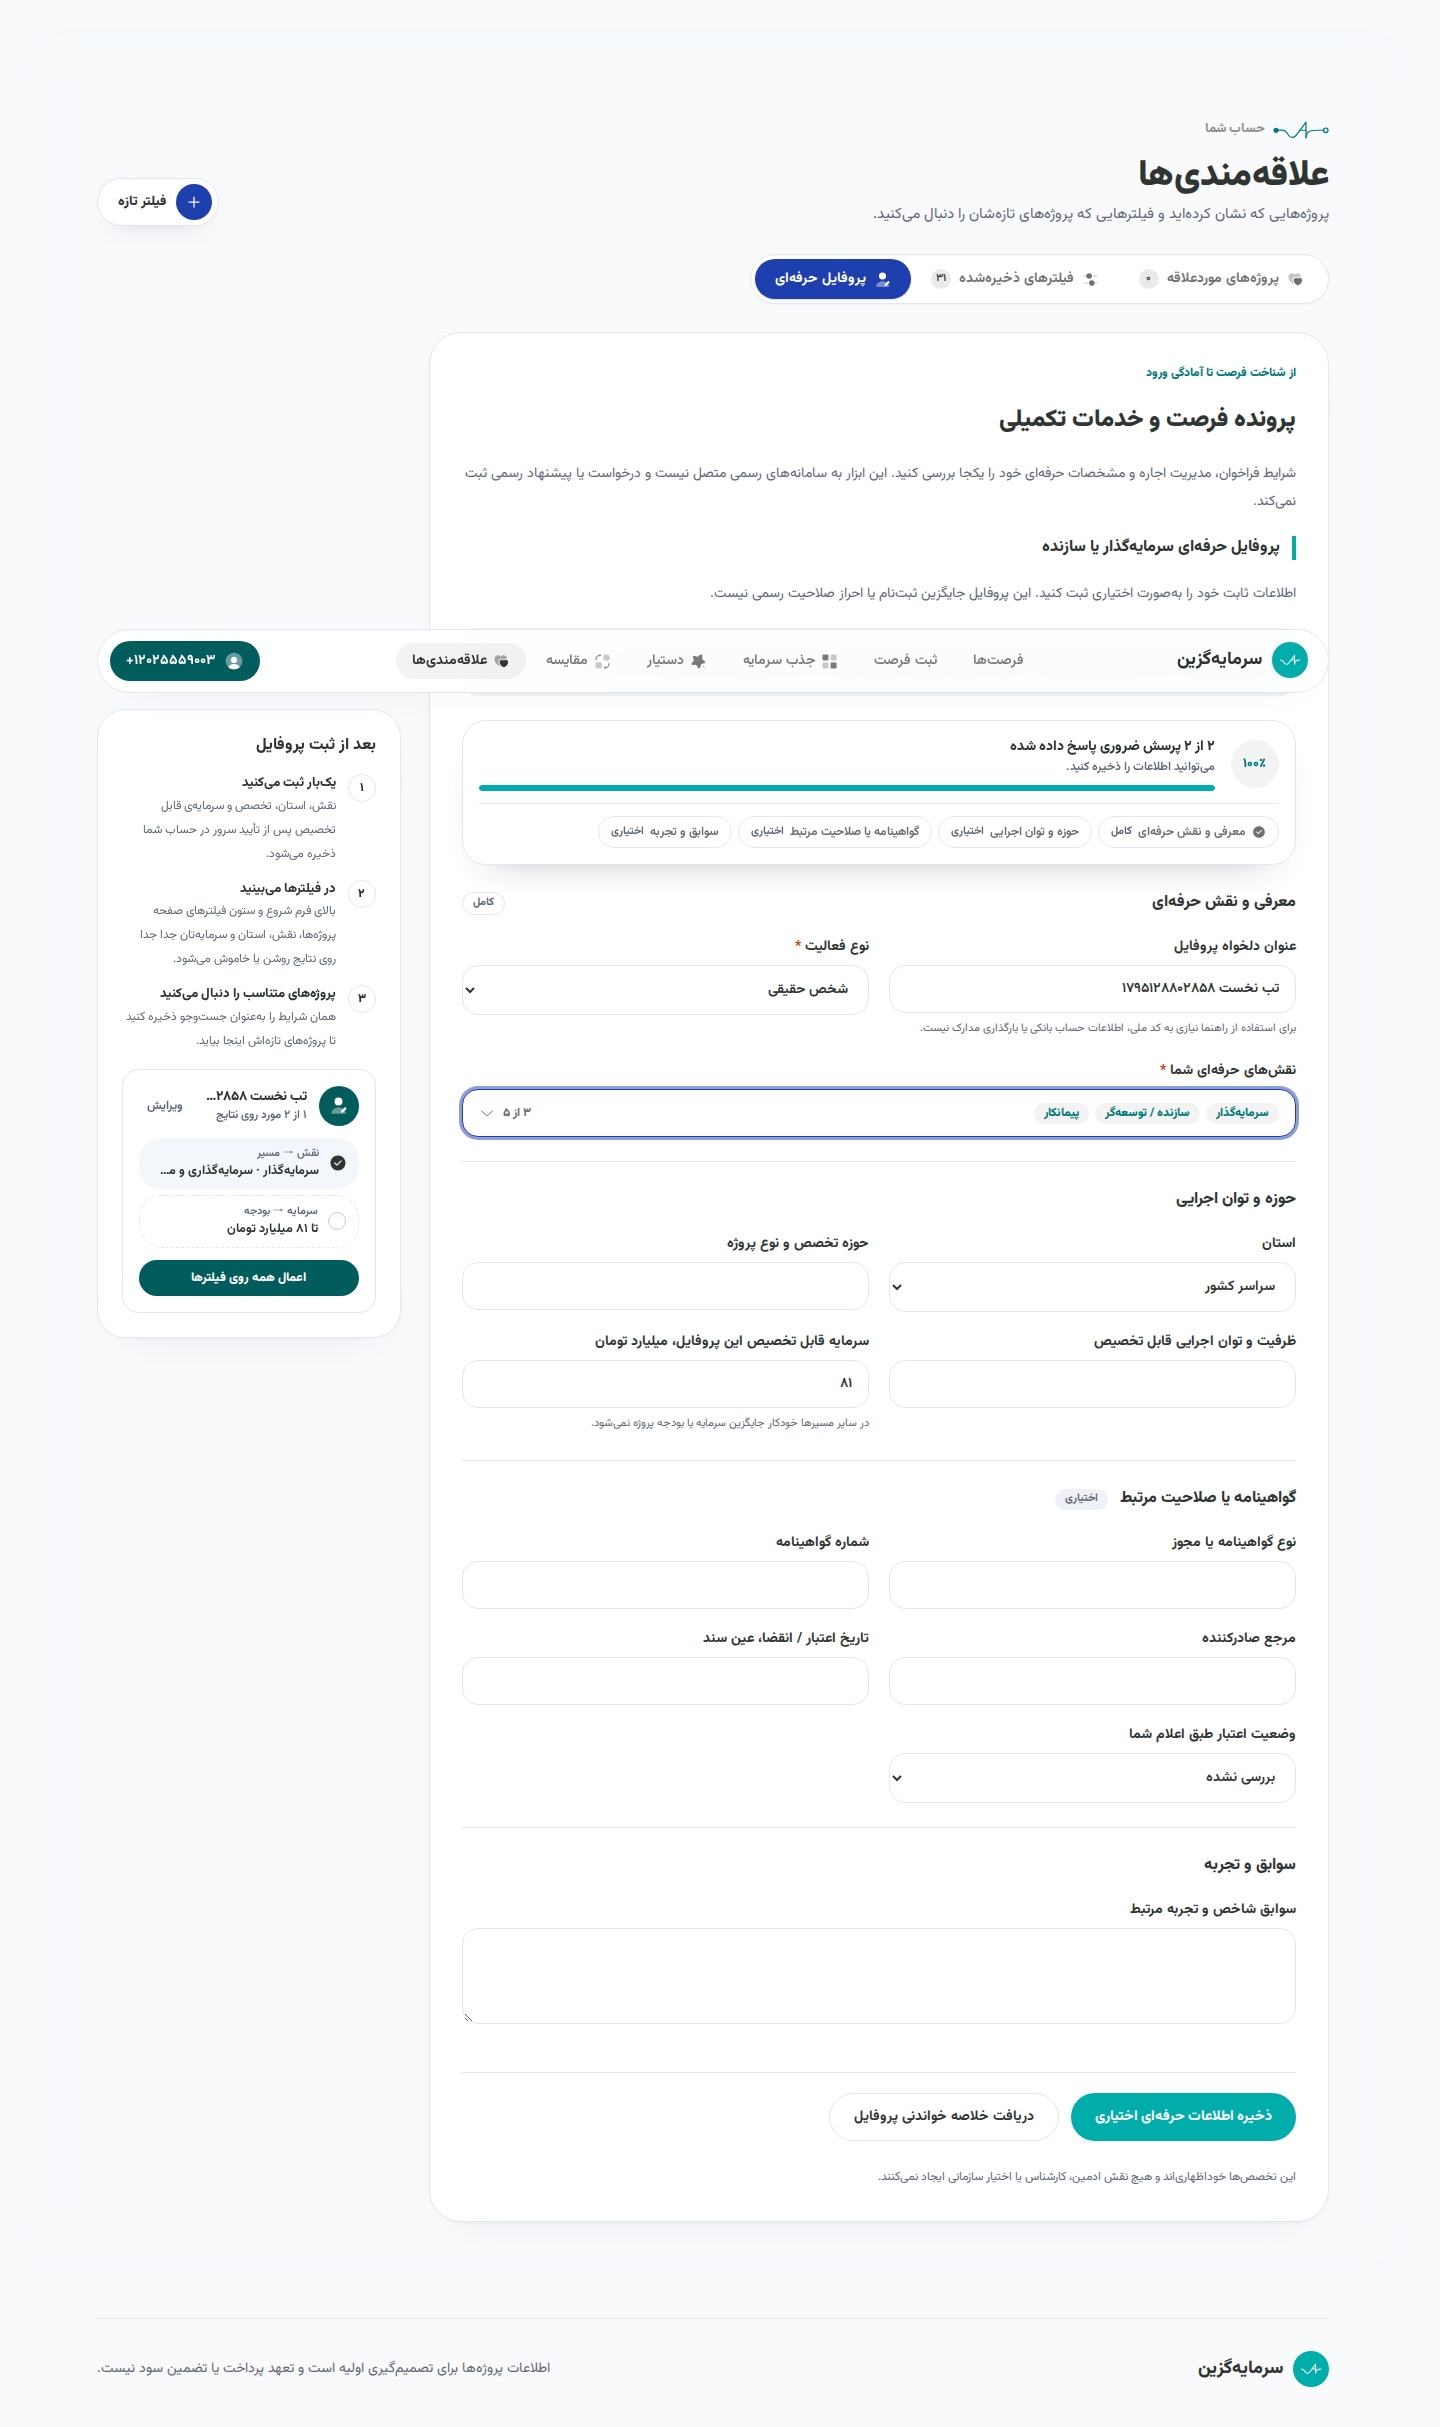 حساب شما
علاقه‌مندی‌ها
پروژه‌هایی که نشان کرده‌اید و فیلترهایی که پروژه‌های تازه‌شان را دنبال می‌کنید.
فیلتر تازه
پروژه‌های موردعلاقه ۰
فیلترهای ذخیره‌شده ۳۱
پروفایل حرفه‌ای
از شناخت فرصت تا آمادگی ورود
پرونده فرصت و خدمات تکمیلی
شرایط فراخوان، مدیریت اجاره و مشخصات حرفه‌ای خود را یکجا بررسی کنید. این ابزار به سامانه‌های رسمی متصل نیست و درخواست یا پیشنهاد رسمی ثبت
نمی‌کند.
پروفایل حرفه‌ای سرمایه‌گذار یا سازنده
اطلاعات ثابت خود را به‌صورت اختیاری ثبت کنید. این پروفایل جایگزین ثبت‌نام یا احراز صلاحیت رسمی نیست.
سرمایه‌گزین
فرصت‌ها
ثبت فرصت
جذب سرمایه
دستیار
مقایسه
علاقه‌مندی‌ها
+۱۲۰۲۵۵۵۹۰۰۳
۱۰۰٪
۲ از ۲ پرسش ضروری پاسخ داده شده
می‌توانید اطلاعات را ذخیره کنید.
معرفی و نقش حرفه‌ای کامل
حوزه و توان اجرایی اختیاری
گواهینامه یا صلاحیت مرتبط اختیاری
سوابق و تجربه اختیاری
معرفی و نقش حرفه‌ای
کامل
عنوان دلخواه پروفایل
تب نخست ۱۷۹۵۱۲۸۸۰۲۸۵۸
برای استفاده از راهنما نیازی به کد ملی، اطلاعات حساب بانکی یا بارگذاری مدارک نیست.
نوع فعالیت *
شخص حقیقی
نقش‌های حرفه‌ای شما *
سرمایه‌گذار
سازنده / توسعه‌گر
پیمانکار
۳ از ۵
حوزه و توان اجرایی
استان
سراسر کشور
حوزه تخصص و نوع پروژه
ظرفیت و توان اجرایی قابل تخصیص
سرمایه قابل تخصیص این پروفایل، میلیارد تومان
۸۱
در سایر مسیرها خودکار جایگزین سرمایه یا بودجه پروژه نمی‌شود.
گواهینامه یا صلاحیت مرتبط
اختیاری
نوع گواهینامه یا مجوز
شماره گواهینامه
مرجع صادرکننده
تاریخ اعتبار / انقضا، عین سند
وضعیت اعتبار طبق اعلام شما
بررسی نشده
سوابق و تجربه
سوابق شاخص و تجربه مرتبط
ذخیره اطلاعات حرفه‌ای اختیاری
دریافت خلاصه خواندنی پروفایل
این تخصص‌ها خوداظهاری‌اند و هیچ نقش ادمین، کارشناس یا اختیار سازمانی ایجاد نمی‌کنند.
بعد از ثبت پروفایل
۱
یک‌بار ثبت می‌کنید
نقش، استان، تخصص و سرمایه‌ی قابل
تخصیص پس از تأیید سرور در حساب شما
ذخیره می‌شود.
۲
در فیلترها می‌بینید
بالای فرم شروع و ستون فیلترهای صفحه
پروژه‌ها، نقش، استان و سرمایه‌تان جدا جدا
روی نتایج روشن یا خاموش می‌شود.
۳
پروژه‌های متناسب را دنبال می‌کنید
همان شرایط را به‌عنوان جست‌وجو ذخیره کنید
تا پروژه‌های تازه‌اش اینجا بیاید.
تب نخست ۲۸۵۸...
۱ از ۲ مورد روی نتایج
ویرایش
نقش → مسیر
سرمایه‌گذار · سرمایه‌گذاری و م...
سرمایه → بودجه
تا ۸۱ میلیارد تومان
اعمال همه روی فیلترها
سرمایه‌گزین
اطلاعات پروژه‌ها برای تصمیم‌گیری اولیه است و تعهد پرداخت یا تضمین سود نیست.